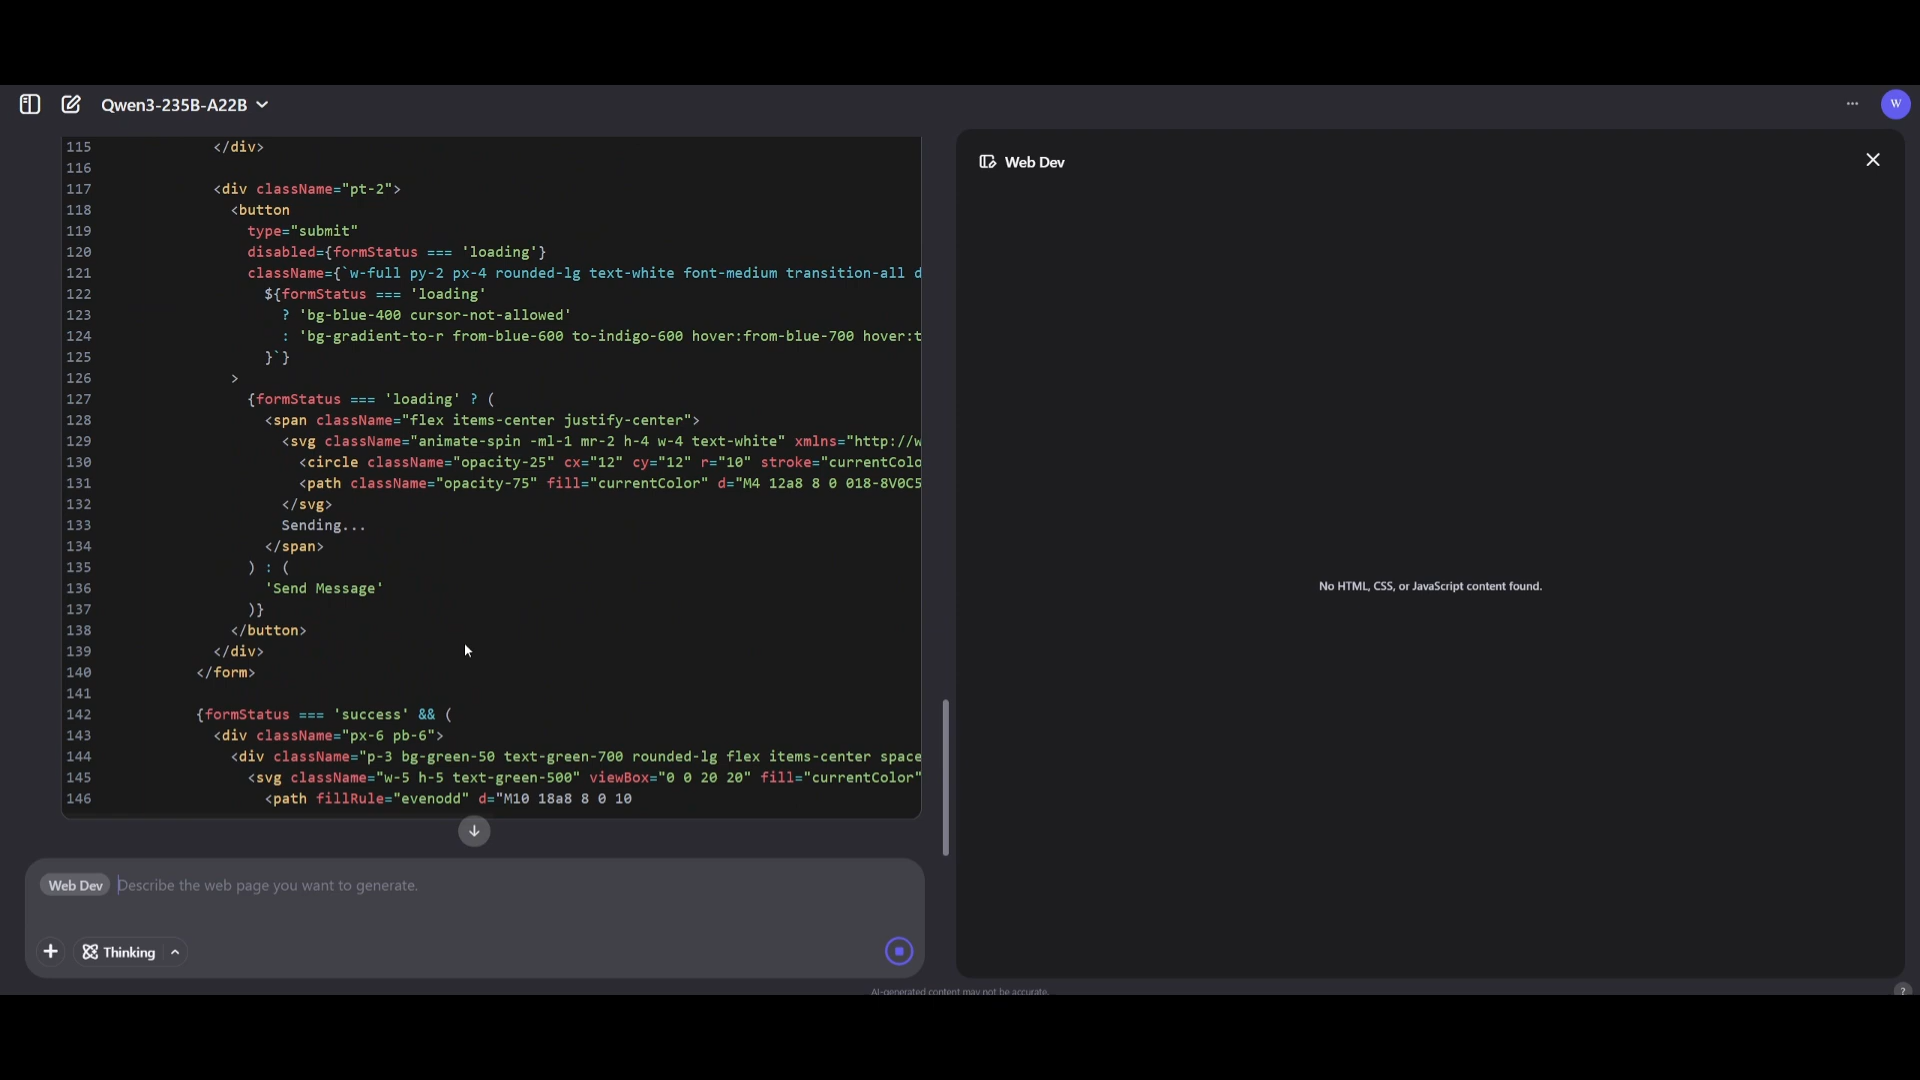 Qwen3-235B-A22B
W
115 </div>
116
117 <div className="pt-2">
118 <button
119 type="submit"
120 disabled={formStatus === 'loading'}
121 className={`w-full py-2 px-4 rounded-lg text-white font-medium transition-all d
122 ${formStatus === 'loading'
123 ? 'bg-blue-400 cursor-not-allowed'
124 : 'bg-gradient-to-r from-blue-600 to-indigo-600 hover:from-blue-700 hover:t
125 }`}
126 >
127 {formStatus === 'loading' ? (
128 <span className="flex items-center justify-center">
129 <svg className="animate-spin -ml-1 mr-2 h-4 w-4 text-white" xmlns="http://w
130 <circle className="opacity-25" cx="12" cy="12" r="10" stroke="currentColo
131 <path className="opacity-75" fill="currentColor" d="M4 12a8 8 0 018-8V0C5
132 </svg>
133 Sending...
134 </span>
135 ) : (
136 'Send Message'
137 )}
138 </button>
139 </div>
140 </form>
141
142 {formStatus === 'success' && (
143 <div className="px-6 pb-6">
144 <div className="p-3 bg-green-50 text-green-700 rounded-lg flex items-center space
145 <svg className="w-5 h-5 text-green-500" viewBox="0 0 20 20" fill="currentColor"
146 <path fillRule="evenodd" d="M10 18a8 8 0 10
Web Dev Describe the web page you want to generate.
Thinking
Web Dev
No HTML, CSS, or JavaScript content found.
AI-generated content may not be accurate.
?